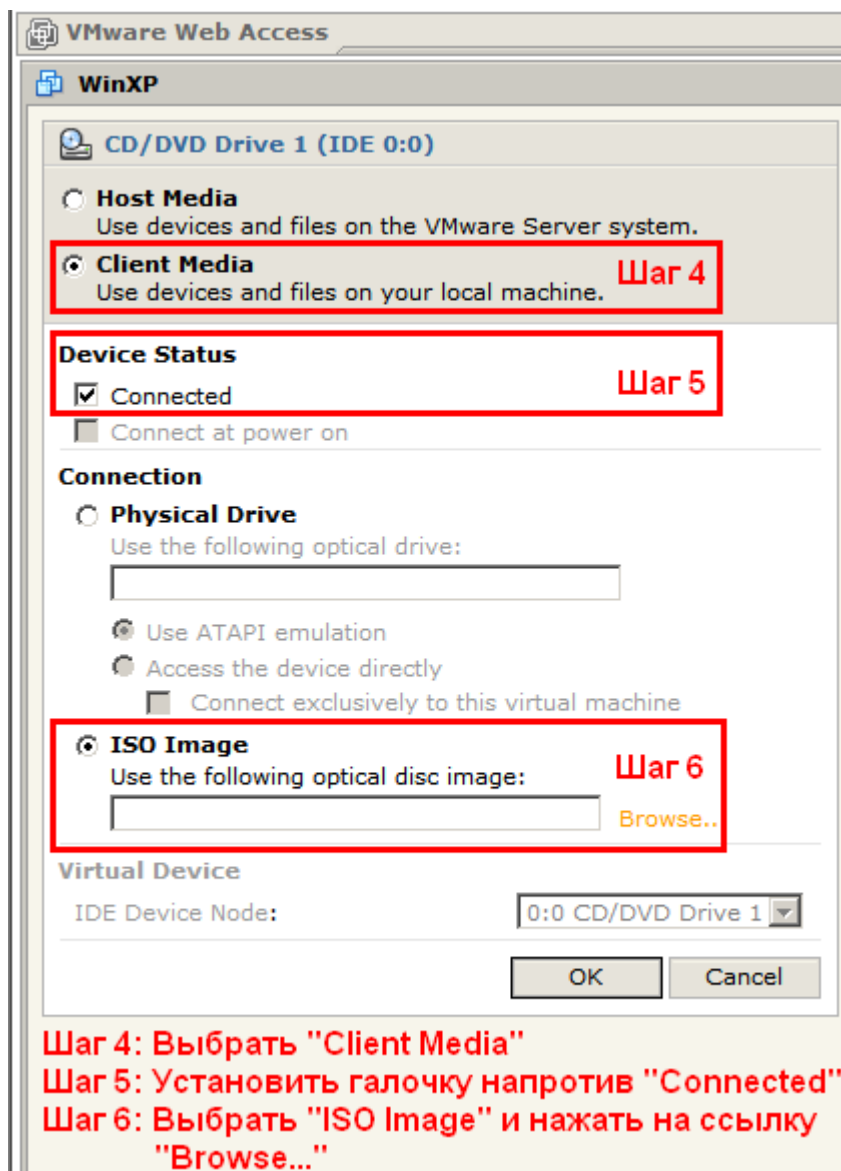 VMware Web Access
WinXP
CD/DVD Drive 1 (IDE 0:0)
Host Media
Use devices and files on the VMware Server system.
Client Media
Use devices and files on your local machine.
Шаг 4
Device Status
Connected
Шаг 5
Connect at power on
Connection
Physical Drive
Use the following optical drive:
Use ATAPI emulation
Access the device directly
Connect exclusively to this virtual machine
ISO Image
Use the following optical disc image:
Шаг 6
Browse..
Virtual Device
IDE Device Node: 0:0 CD/DVD Drive 1
OK Cancel
Шаг 4: Выбрать "Client Media"
Шаг 5: Установить галочку напротив "Connected"
Шаг 6: Выбрать "ISO Image" и нажать на ссылку
"Browse..."